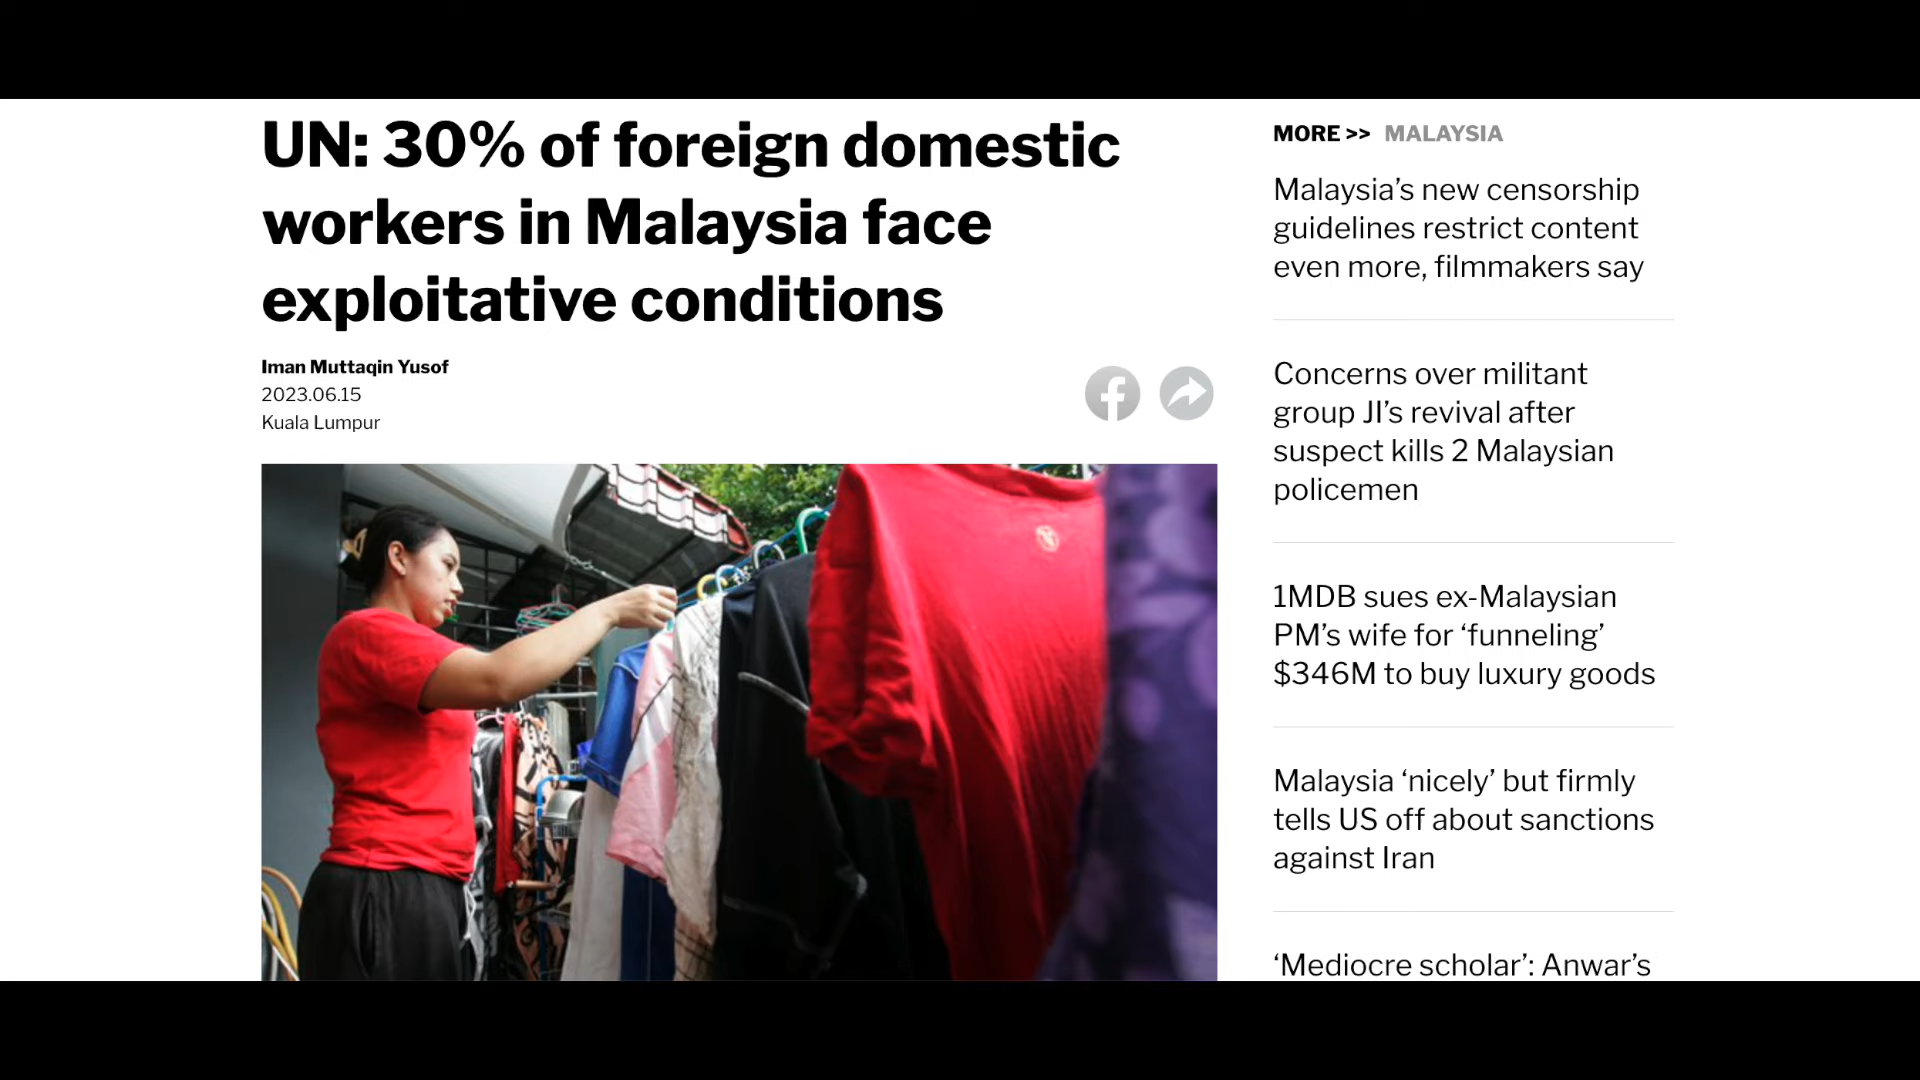 UN: 30% of foreign domestic
workers in Malaysia face
exploitative conditions
Iman Muttaqin Yusof
2023.06.15
Kuala Lumpur
MORE >> MALAYSIA
Malaysia’s new censorship
guidelines restrict content
even more, filmmakers say
Concerns over militant
group JI’s revival after
suspect kills 2 Malaysian
policemen
1MDB sues ex-Malaysian
PM’s wife for ‘funneling’
$346M to buy luxury goods
Malaysia ‘nicely’ but firmly
tells US off about sanctions
against Iran
‘Mediocre scholar’: Anwar’s